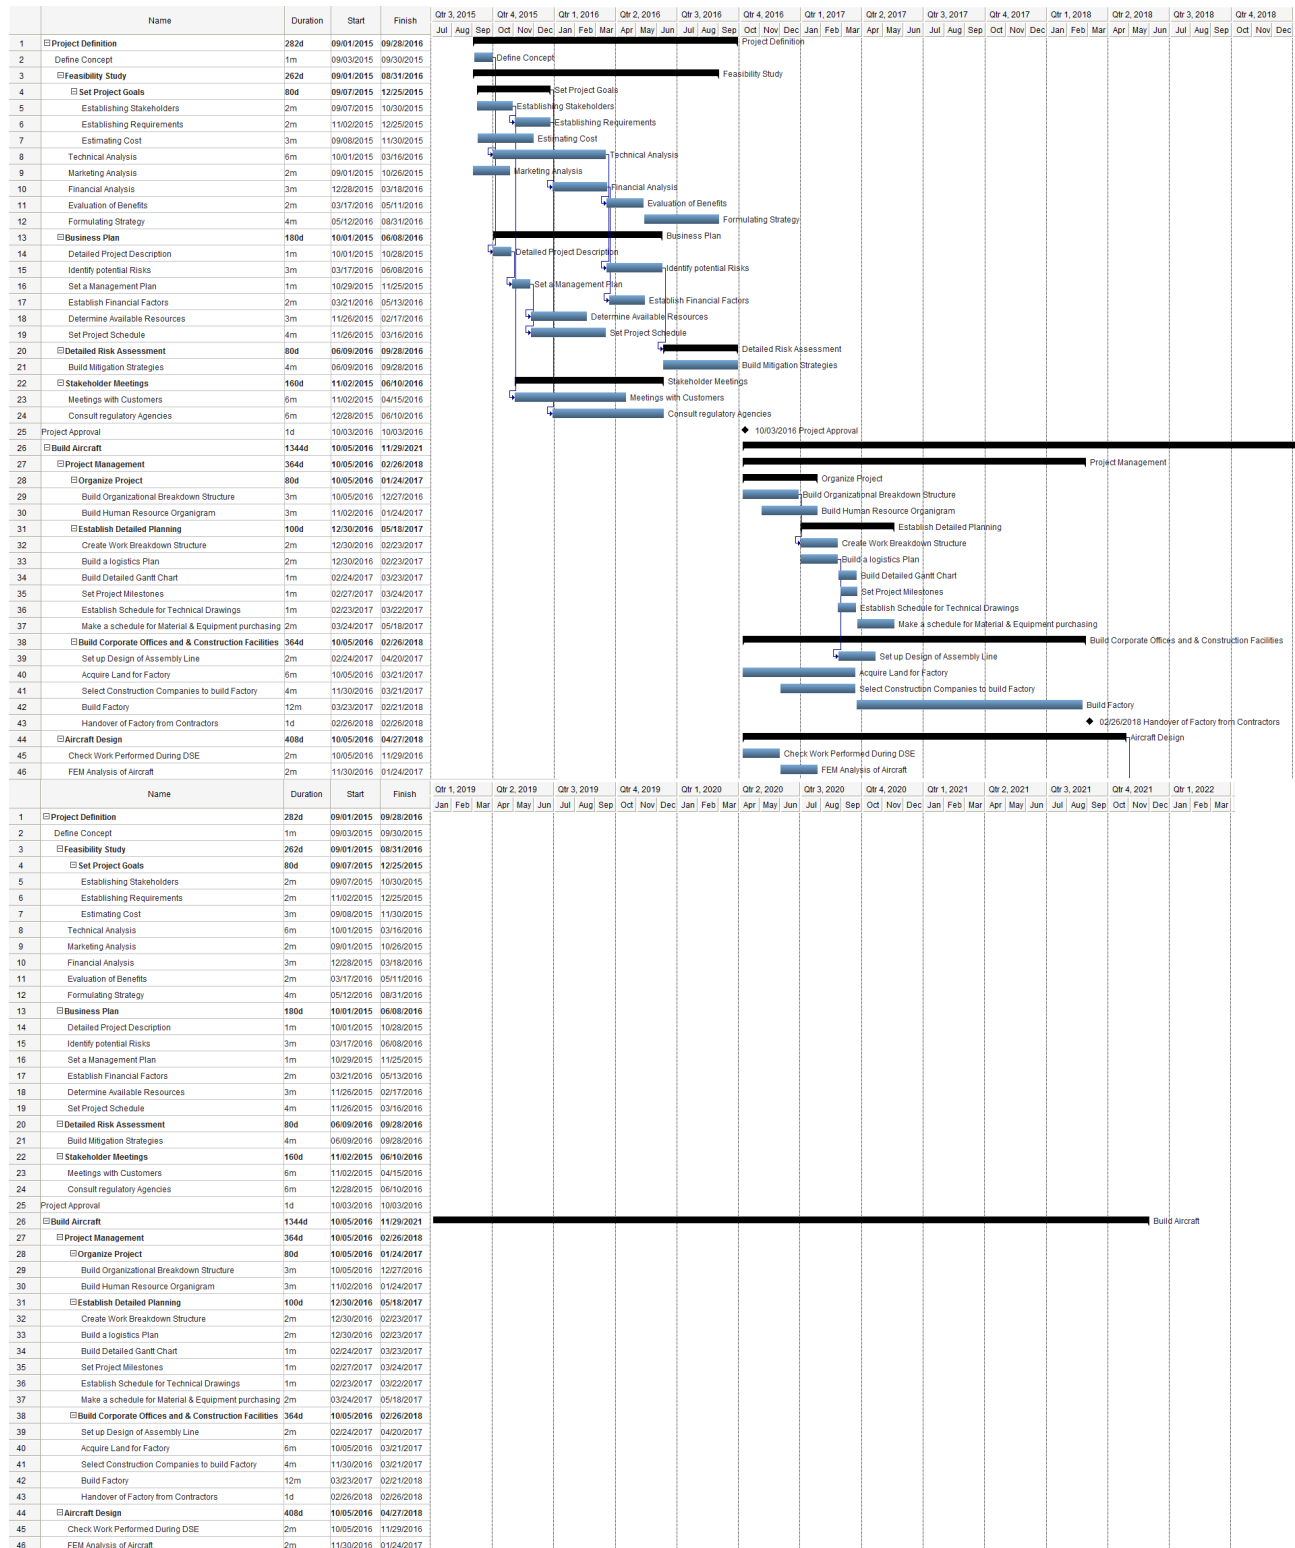 Name Duration Start Finish Qtr 3, 2015 Qtr 4, 2015 Qtr 1, 2016 Qtr 2, 2016 Qtr 3, 2016 Qtr 4, 2016 Qtr 1, 2017 Qtr 2, 2017 Qtr 3, 2017 Qtr 4, 2017 Qtr 1, 2018 Qtr 2, 2018 Qtr 3, 2018 Qtr 4, 2018
Jul Aug Sep Oct Nov Dec Jan Feb Mar Apr May Jun Jul Aug Sep Oct Nov Dec Jan Feb Mar Apr May Jun Jul Aug Sep Oct Nov Dec Jan Feb Mar Apr May Jun Jul Aug Sep Oct Nov Dec
1 Project Definition 282d 09/01/2015 09/28/2016 Project Definition
2 Define Concept 1m 09/03/2015 09/30/2015 Define Concept
3 Feasibility Study 262d 09/01/2015 08/31/2016 Feasibility Study
4 Set Project Goals 80d 09/07/2015 12/25/2015 Set Project Goals
5 Establishing Stakeholders 2m 09/07/2015 10/30/2015 Establishing Stakeholders
6 Establishing Requirements 2m 11/02/2015 12/25/2015 Establishing Requirements
7 Estimating Cost 3m 09/08/2015 11/30/2015 Estimating Cost
8 Technical Analysis 6m 10/01/2015 03/16/2016 Technical Analysis
9 Marketing Analysis 2m 09/01/2015 10/26/2015 Marketing Analysis
10 Financial Analysis 3m 12/28/2015 03/18/2016 Financial Analysis
11 Evaluation of Benefits 2m 03/17/2016 05/11/2016 Evaluation of Benefits
12 Formulating Strategy 4m 05/12/2016 08/31/2016 Formulating Strategy
13 Business Plan 180d 10/01/2015 06/08/2016 Business Plan
14 Detailed Project Description 1m 10/01/2015 10/28/2015 Detailed Project Description
15 Identify potential Risks 3m 03/17/2016 06/08/2016 Identify potential Risks
16 Set a Management Plan 1m 10/29/2015 11/25/2015 Set a Management Plan
17 Establish Financial Factors 2m 03/21/2016 05/13/2016 Establish Financial Factors
18 Determine Available Resources 3m 11/26/2015 02/17/2016 Determine Available Resources
19 Set Project Schedule 4m 11/26/2015 03/16/2016 Set Project Schedule
20 Detailed Risk Assessment 80d 06/09/2016 09/28/2016 Detailed Risk Assessment
21 Build Mitigation Strategies 4m 06/09/2016 09/28/2016 Build Mitigation Strategies
22 Stakeholder Meetings 160d 11/02/2015 06/10/2016 Stakeholder Meetings
23 Meetings with Customers 6m 11/02/2015 04/15/2016 Meetings with Customers
24 Consult regulatory Agencies 6m 12/28/2015 06/10/2016 Consult regulatory Agencies
25 Project Approval 1d 10/03/2016 10/03/2016 10/03/2016 Project Approval
26 Build Aircraft 1344d 10/05/2016 11/29/2021
27 Project Management 364d 10/05/2016 02/26/2018 Project Management
28 Organize Project 80d 10/05/2016 01/24/2017 Organize Project
29 Build Organizational Breakdown Structure 3m 10/05/2016 12/27/2016 Build Organizational Breakdown Structure
30 Build Human Resource Organigram 3m 11/02/2016 01/24/2017 Build Human Resource Organigram
31 Establish Detailed Planning 100d 12/30/2016 05/18/2017 Establish Detailed Planning
32 Create Work Breakdown Structure 2m 12/30/2016 02/23/2017 Create Work Breakdown Structure
33 Build a logistics Plan 2m 12/30/2016 02/23/2017 Build a logistics Plan
34 Build Detailed Gantt Chart 1m 02/24/2017 03/23/2017 Build Detailed Gantt Chart
35 Set Project Milestones 1m 02/27/2017 03/24/2017 Set Project Milestones
36 Establish Schedule for Technical Drawings 1m 02/23/2017 03/22/2017 Establish Schedule for Technical Drawings
37 Make a schedule for Material & Equipment purchasing 2m 03/24/2017 05/18/2017 Make a schedule for Material & Equipment purchasing
38 Build Corporate Offices and & Construction Facilities 364d 10/05/2016 02/26/2018 Build Corporate Offices and & Construction Facilities
39 Set up Design of Assembly Line 2m 02/24/2017 04/20/2017 Set up Design of Assembly Line
40 Acquire Land for Factory 6m 10/05/2016 03/21/2017 Acquire Land for Factory
41 Select Construction Companies to build Factory 4m 11/30/2016 03/21/2017 Select Construction Companies to build Factory
42 Build Factory 12m 03/23/2017 02/21/2018 Build Factory
43 Handover of Factory from Contractors 1d 02/26/2018 02/26/2018 02/26/2018 Handover of Factory from Contractors
44 Aircraft Design 408d 10/05/2016 04/27/2018 Aircraft Design
45 Check Work Performed During DSE 2m 10/05/2016 11/29/2016 Check Work Performed During DSE
46 FEM Analysis of Aircraft 2m 11/30/2016 01/24/2017 FEM Analysis of Aircraft
Name Duration Start Finish Qtr 1, 2019 Qtr 2, 2019 Qtr 3, 2019 Qtr 4, 2019 Qtr 1, 2020 Qtr 2, 2020 Qtr 3, 2020 Qtr 4, 2020 Qtr 1, 2021 Qtr 2, 2021 Qtr 3, 2021 Qtr 4, 2021 Qtr 1, 2022
Jan Feb Mar Apr May Jun Jul Aug Sep Oct Nov Dec Jan Feb Mar Apr May Jun Jul Aug Sep Oct Nov Dec Jan Feb Mar Apr May Jun Jul Aug Sep Oct Nov Dec Jan Feb Mar
1 Project Definition 282d 09/01/2015 09/28/2016
2 Define Concept 1m 09/03/2015 09/30/2015
3 Feasibility Study 262d 09/01/2015 08/31/2016
4 Set Project Goals 80d 09/07/2015 12/25/2015
5 Establishing Stakeholders 2m 09/07/2015 10/30/2015
6 Establishing Requirements 2m 11/02/2015 12/25/2015
7 Estimating Cost 3m 09/08/2015 11/30/2015
8 Technical Analysis 6m 10/01/2015 03/16/2016
9 Marketing Analysis 2m 09/01/2015 10/26/2015
10 Financial Analysis 3m 12/28/2015 03/18/2016
11 Evaluation of Benefits 2m 03/17/2016 05/11/2016
12 Formulating Strategy 4m 05/12/2016 08/31/2016
13 Business Plan 180d 10/01/2015 06/08/2016
14 Detailed Project Description 1m 10/01/2015 10/28/2015
15 Identify potential Risks 3m 03/17/2016 06/08/2016
16 Set a Management Plan 1m 10/29/2015 11/25/2015
17 Establish Financial Factors 2m 03/21/2016 05/13/2016
18 Determine Available Resources 3m 11/26/2015 02/17/2016
19 Set Project Schedule 4m 11/26/2015 03/16/2016
20 Detailed Risk Assessment 80d 06/09/2016 09/28/2016
21 Build Mitigation Strategies 4m 06/09/2016 09/28/2016
22 Stakeholder Meetings 160d 11/02/2015 06/10/2016
23 Meetings with Customers 6m 11/02/2015 04/15/2016
24 Consult regulatory Agencies 6m 12/28/2015 06/10/2016
25 Project Approval 1d 10/03/2016 10/03/2016
26 Build Aircraft 1344d 10/05/2016 11/29/2021 Build Aircraft
27 Project Management 364d 10/05/2016 02/26/2018
28 Organize Project 80d 10/05/2016 01/24/2017
29 Build Organizational Breakdown Structure 3m 10/05/2016 12/27/2016
30 Build Human Resource Organigram 3m 11/02/2016 01/24/2017
31 Establish Detailed Planning 100d 12/30/2016 05/18/2017
32 Create Work Breakdown Structure 2m 12/30/2016 02/23/2017
33 Build a logistics Plan 2m 12/30/2016 02/23/2017
34 Build Detailed Gantt Chart 1m 02/24/2017 03/23/2017
35 Set Project Milestones 1m 02/27/2017 03/24/2017
36 Establish Schedule for Technical Drawings 1m 02/23/2017 03/22/2017
37 Make a schedule for Material & Equipment purchasing 2m 03/24/2017 05/18/2017
38 Build Corporate Offices and & Construction Facilities 364d 10/05/2016 02/26/2018
39 Set up Design of Assembly Line 2m 02/24/2017 04/20/2017
40 Acquire Land for Factory 6m 10/05/2016 03/21/2017
41 Select Construction Companies to build Factory 4m 11/30/2016 03/21/2017
42 Build Factory 12m 03/23/2017 02/21/2018
43 Handover of Factory from Contractors 1d 02/26/2018 02/26/2018
44 Aircraft Design 408d 10/05/2016 04/27/2018
45 Check Work Performed During DSE 2m 10/05/2016 11/29/2016
46 FEM Analysis of Aircraft 2m 11/30/2016 01/24/2017